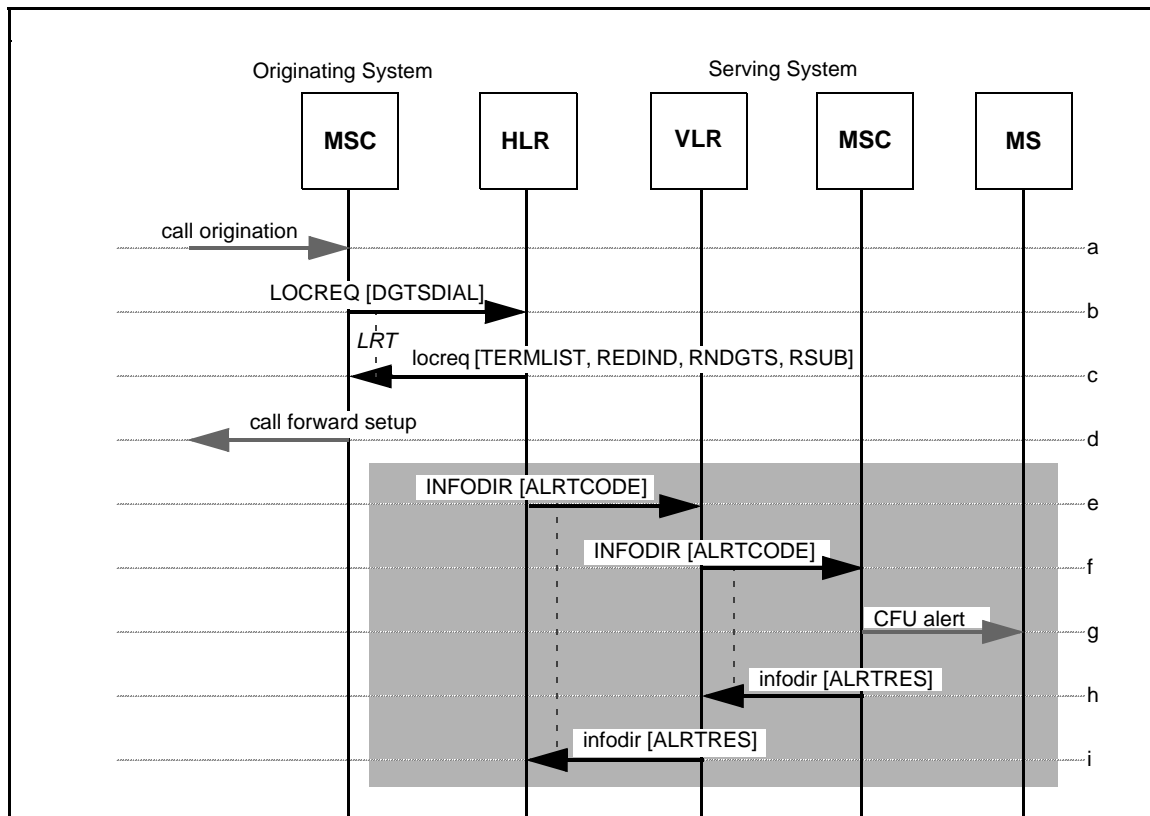 Originating System
Serving System
MSC
HLR
VLR
MSC
MS
call origination
a
LOCREQ [DGTSDIAL]
b
LRT
locreq [TERMLIST, REDIND, RNDGTS, RSUB]
c
call forward setup
d
INFODIR [ALRTCODE]
e
INFODIR [ALRTCODE]
f
CFU alert
g
infodir [ALRTRES]
h
infodir [ALRTRES]
i